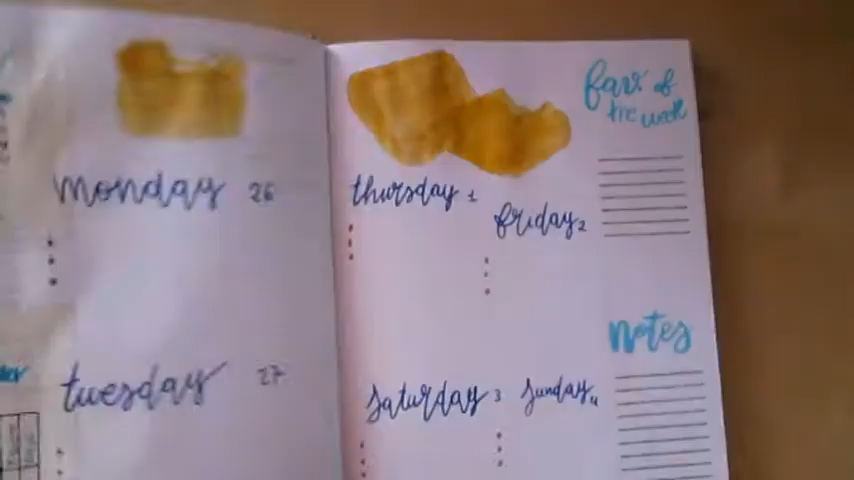 monday 26
tuesday 27
thursday 1
friday 2
saturday 3
sunday 4
fav. of
the week
notes